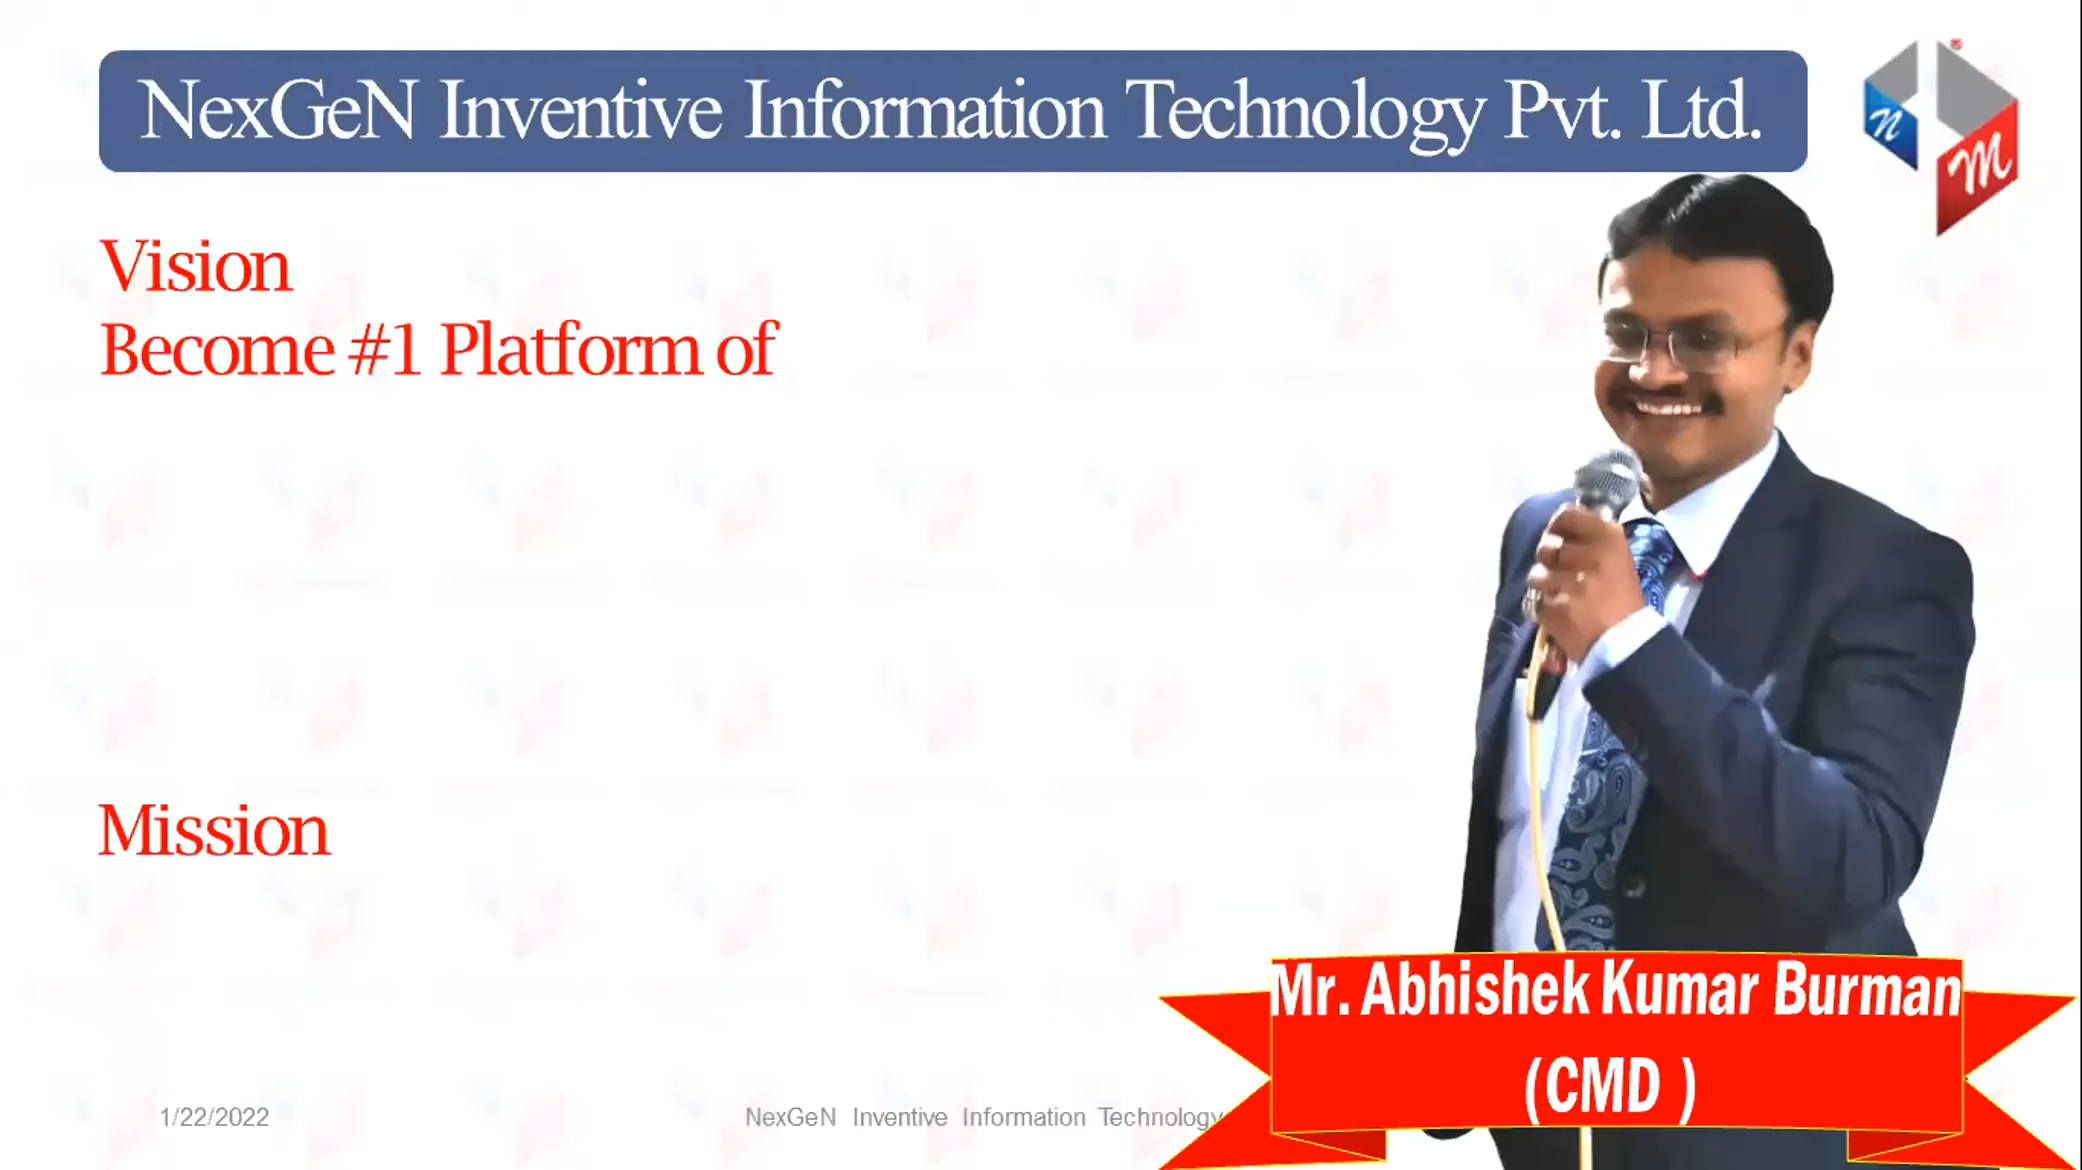 NexGeN Inventive Information Technology Pvt. Ltd.
n
M
Vision
Become #1 Platform of
Mission
Mr. Abhishek Kumar Burman
(CMD )
1/22/2022
NexGeN Inventive Information Technology